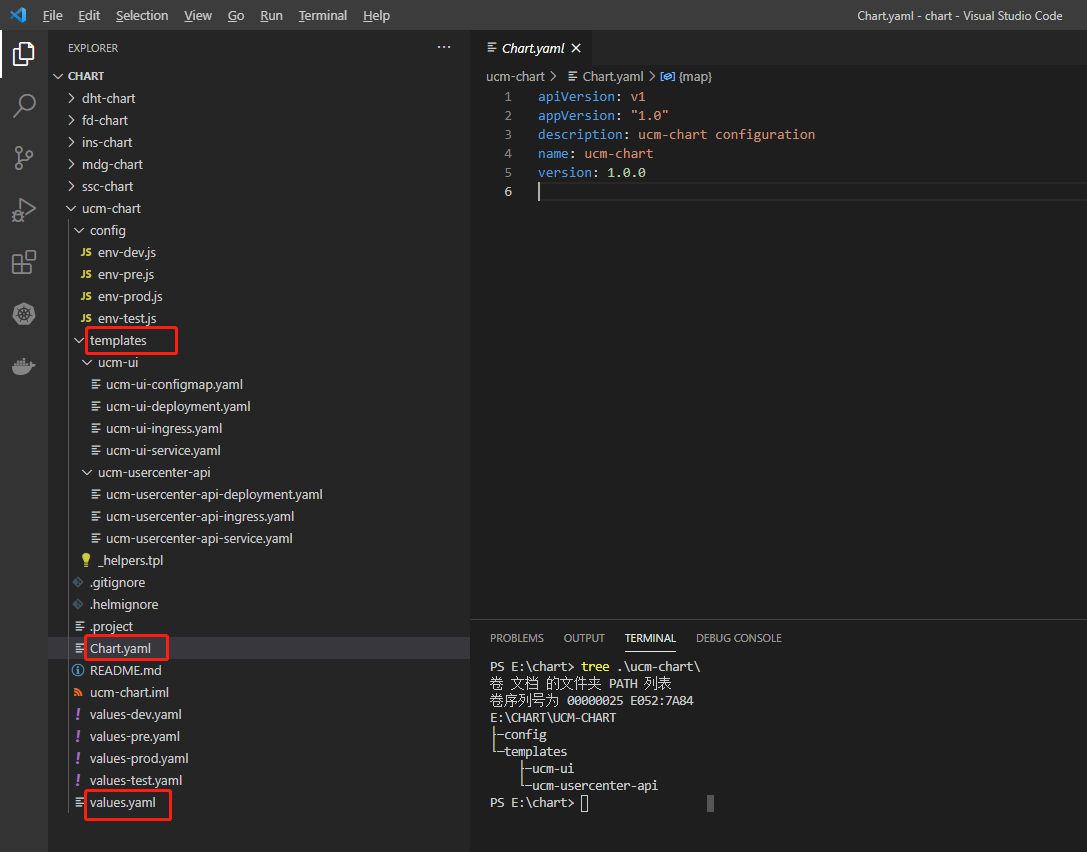 File Edit Selection View Go Run Terminal Help
Chart.yaml - chart - Visual Studio Code
EXPLORER
CHART
dht-chart
fd-chart
ins-chart
mdg-chart
ssc-chart
ucm-chart
config
JS env-dev.js
JS env-pre.js
JS env-prod.js
JS env-test.js
templates
ucm-ui
ucm-ui-configmap.yaml
ucm-ui-deployment.yaml
ucm-ui-ingress.yaml
ucm-ui-service.yaml
ucm-usercenter-api
ucm-usercenter-api-deployment.yaml
ucm-usercenter-api-ingress.yaml
ucm-usercenter-api-service.yaml
_helpers.tpl
.gitignore
.helmignore
.project
Chart.yaml
README.md
ucm-chart.iml
! values-dev.yaml
! values-pre.yaml
! values-prod.yaml
! values-test.yaml
values.yaml
Chart.yaml
ucm-chart > Chart.yaml > {map}
1 apiVersion: v1
2 appVersion: "1.0"
3 description: ucm-chart configuration
4 name: ucm-chart
5 version: 1.0.0
6
PROBLEMS OUTPUT TERMINAL DEBUG CONSOLE
PS E:\chart> tree .\ucm-chart\
卷 文档 的文件夹 PATH 列表
卷序列号为 00000025 E052:7A84
E:\CHART\UCM-CHART
├─config
└─templates
├─ucm-ui
└─ucm-usercenter-api
PS E:\chart>